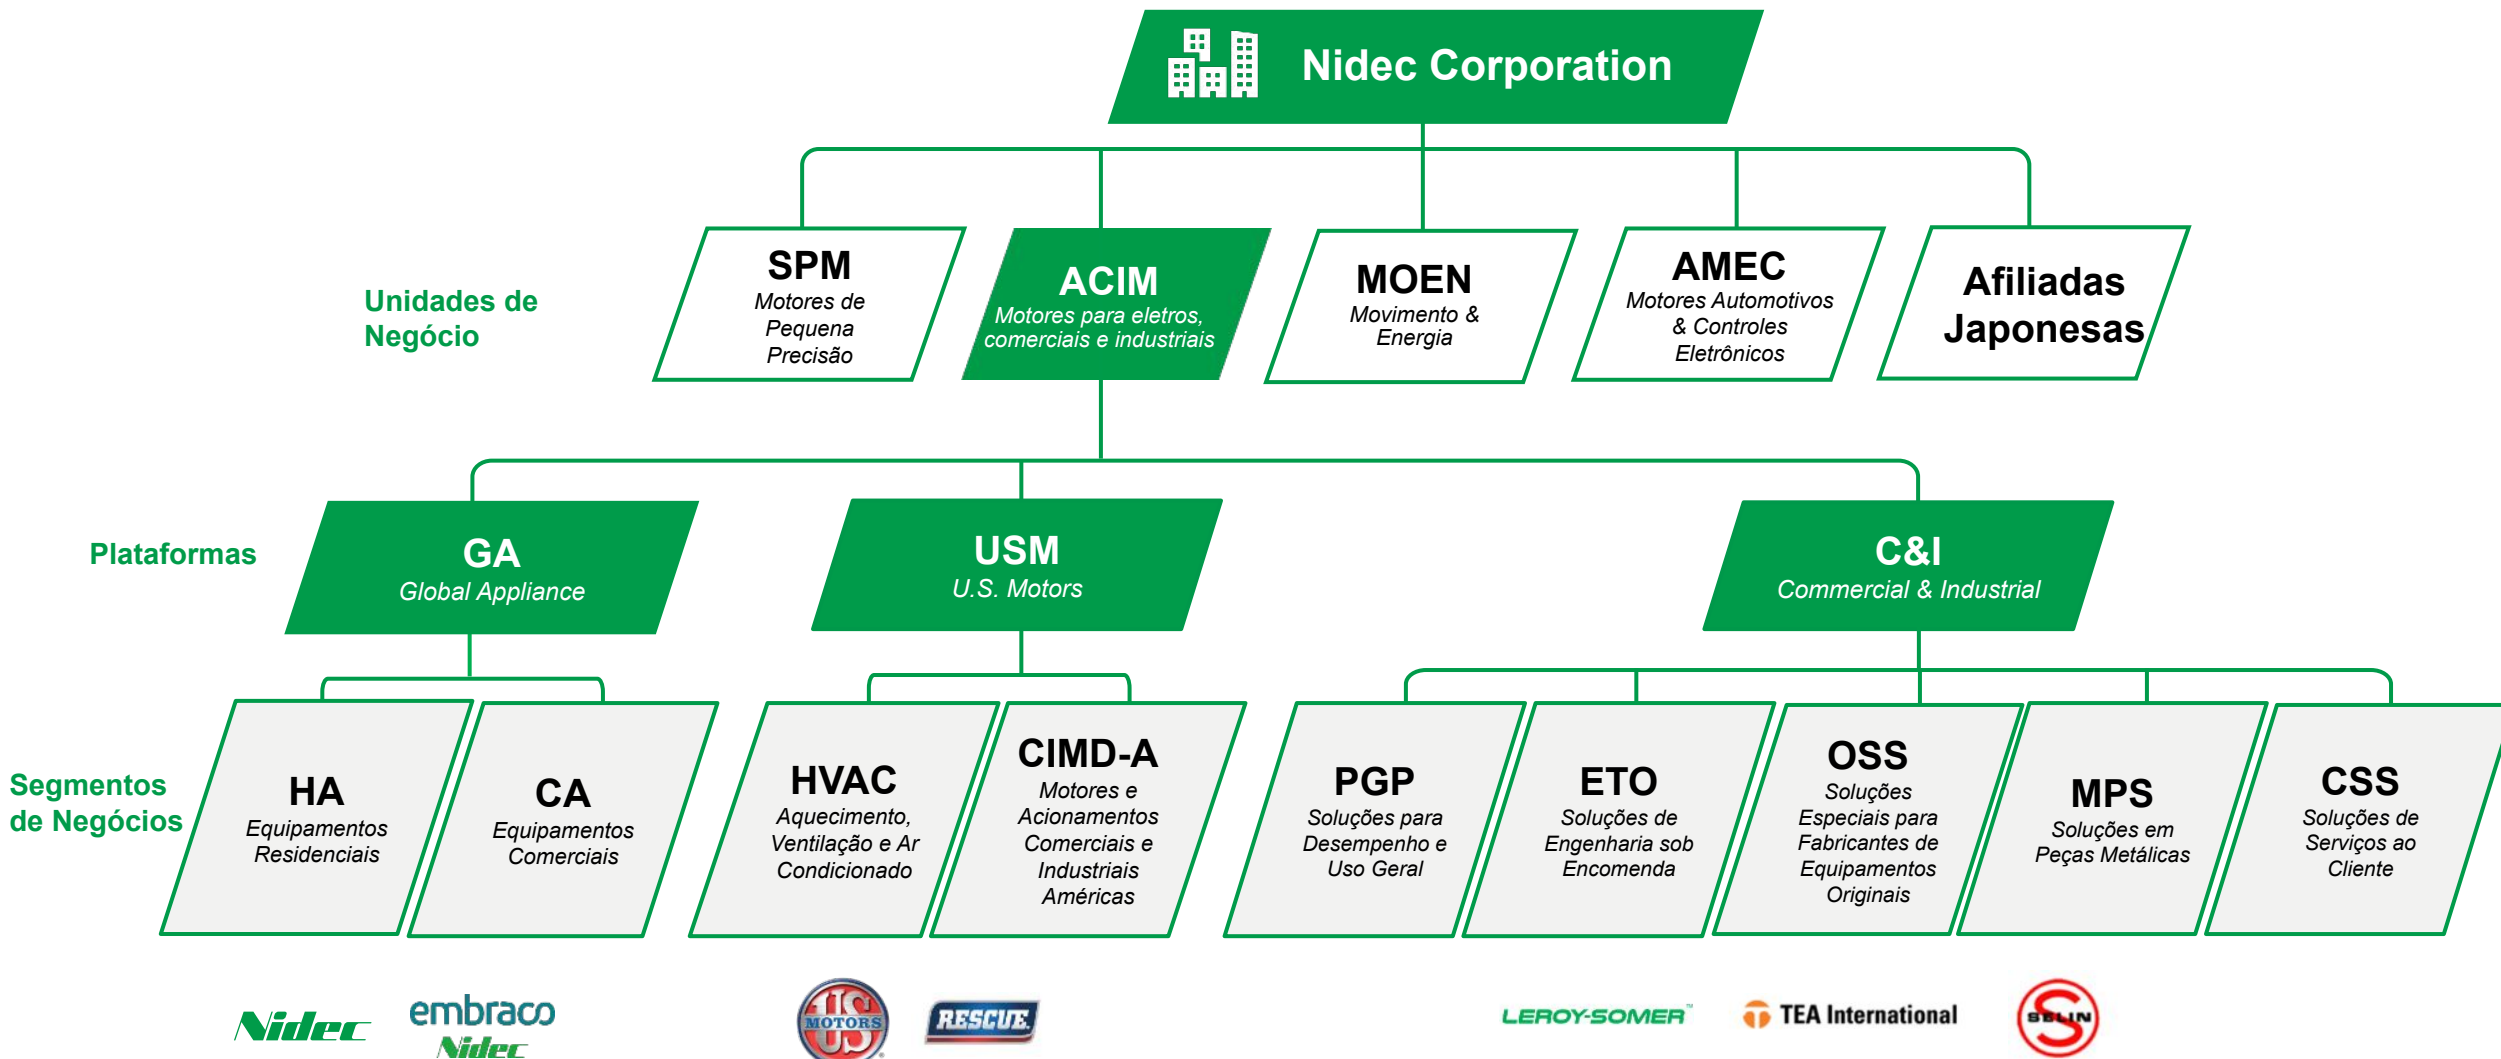 Nidec Corporation
Unidades de
Negócio
SPM
Motores de
Pequena
Precisão
ACIM
Motores para eletros,
comerciais e industriais
MOEN
Movimento &
Energia
AMEC
Motores Automotivos
& Controles
Eletrônicos
Afiliadas
Japonesas
Plataformas
GA
Global Appliance
USM
U.S. Motors
C&I
Commercial & Industrial
Segmentos
de Negócios
HA
Equipamentos
Residenciais
CA
Equipamentos
Comerciais
HVAC
Aquecimento,
Ventilação e Ar
Condicionado
CIMD-A
Motores e
Acionamentos
Comerciais e
Industriais
Américas
PGP
Soluções para
Desempenho e
Uso Geral
ETO
Soluções de
Engenharia sob
Encomenda
OSS
Soluções
Especiais para
Fabricantes de
Equipamentos
Originais
MPS
Soluções em
Peças Metálicas
CSS
Soluções de
Serviços ao
Cliente
Nidec
embraco
Nidec
US
MOTORS
RESCUE
LEROY-SOMER™
TEA International
SELIN